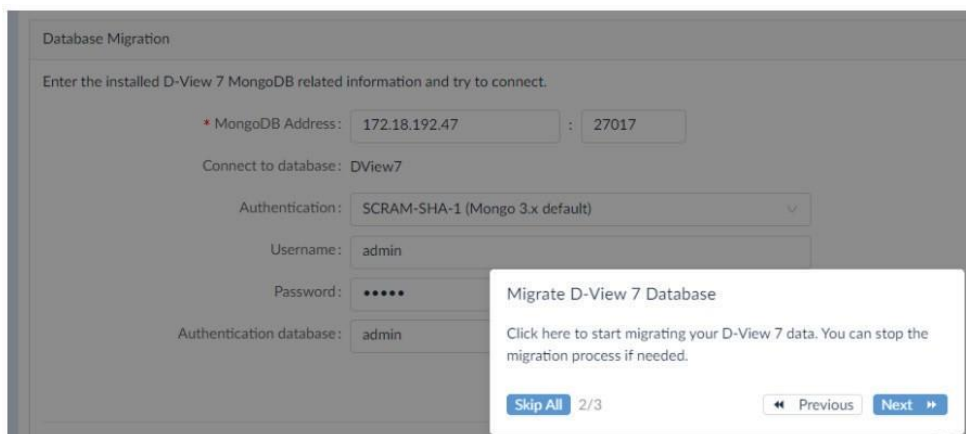 Database Migration
Enter the installed D-View 7 MongoDB related information and try to connect.
* MongoDB Address: 172.18.192.47 : 27017
Connect to database: DView7
Authentication: SCRAM-SHA-1 (Mongo 3.x default)
Username: admin
Password: •••••
Authentication database: admin
Migrate D-View 7 Database
Click here to start migrating your D-View 7 data. You can stop the
migration process if needed.
Skip All 2/3 Previous Next